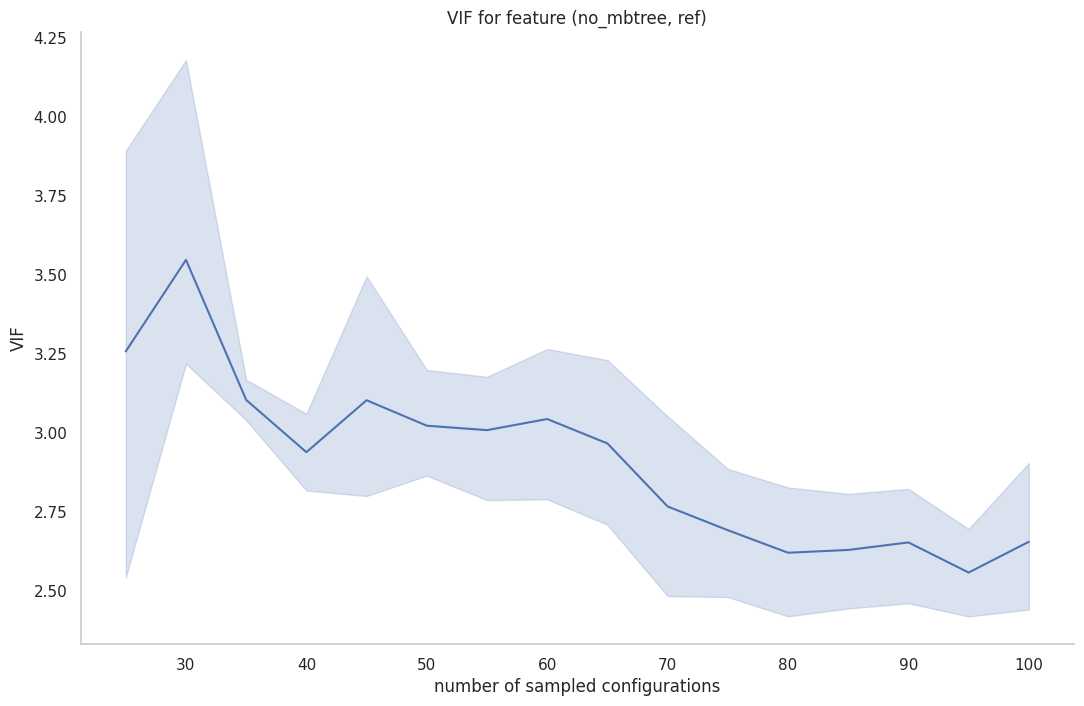 VIF for feature (no_mbtree, ref)
4.25
4.00
3.75
3.50
3.25
3.00
2.75
2.50
VIF
30 40 50 60 70 80 90 100
number of sampled configurations